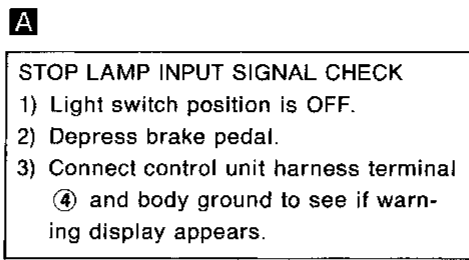 A
STOP LAMP INPUT SIGNAL CHECK
1) Light switch position is OFF.
2) Depress brake pedal.
3) Connect control unit harness terminal
④ and body ground to see if warn-
ing display appears.